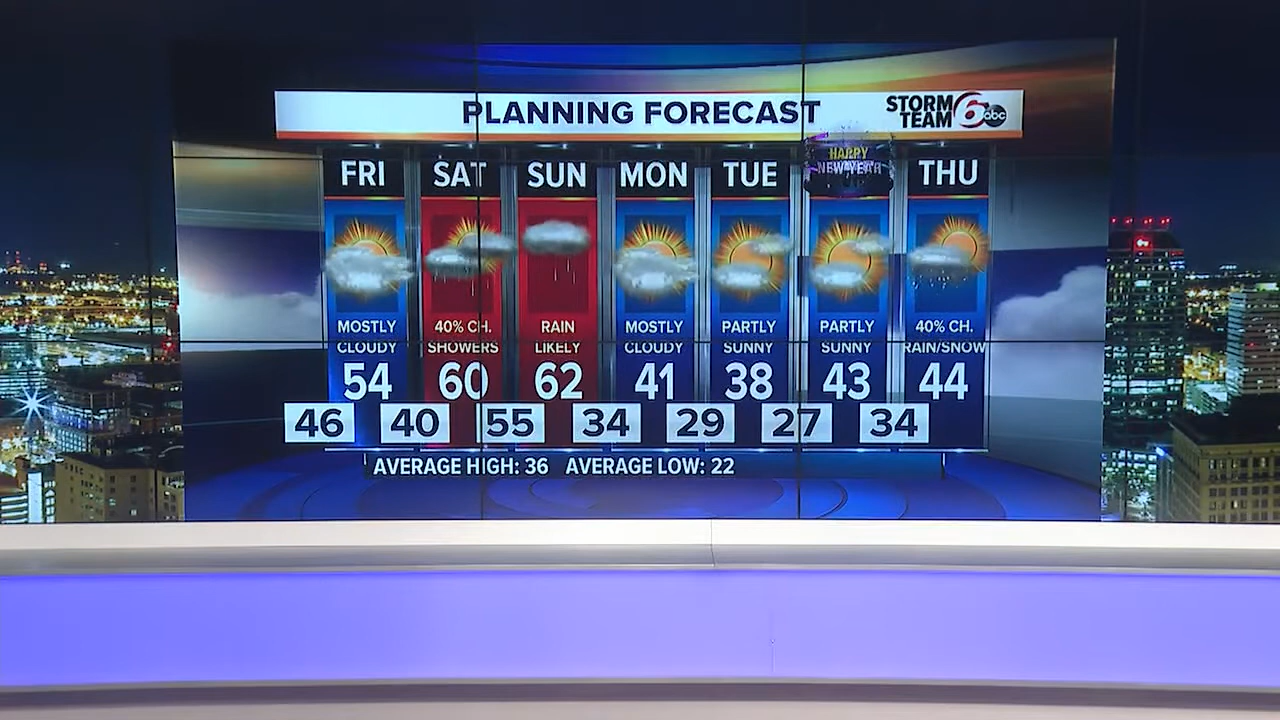 PLANNING FORECAST
STORM TEAM 6 abc
FRI SAT SUN MON TUE HAPPY NEW YEAR THU
MOSTLY 40% CH. RAIN MOSTLY PARTLY PARTLY 40% CH.
CLOUDY SHOWERS LIKELY CLOUDY SUNNY SUNNY RAIN/SNOW
54 60 62 41 38 43 44
46 40 55 34 29 27 34
AVERAGE HIGH: 36 AVERAGE LOW: 22